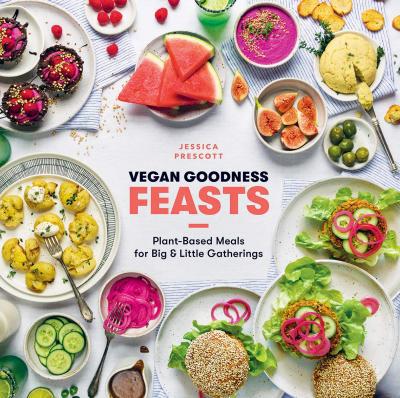 JESSICA
PRESCOTT
VEGAN GOODNESS
FEASTS
Plant-Based Meals
for Big & Little Gatherings